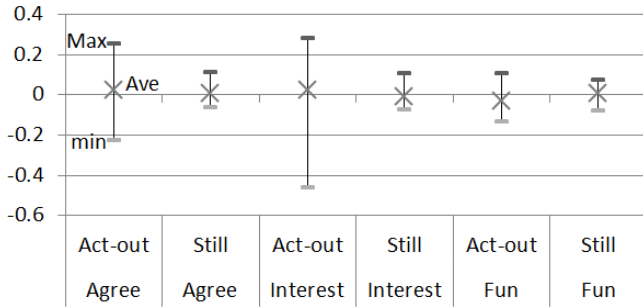 0.4
Max
0.2
Ave
0
-0.2
min
-0.4
-0.6
Act-out Still Act-out Still Act-out Still
Agree Agree Interest Interest Fun Fun